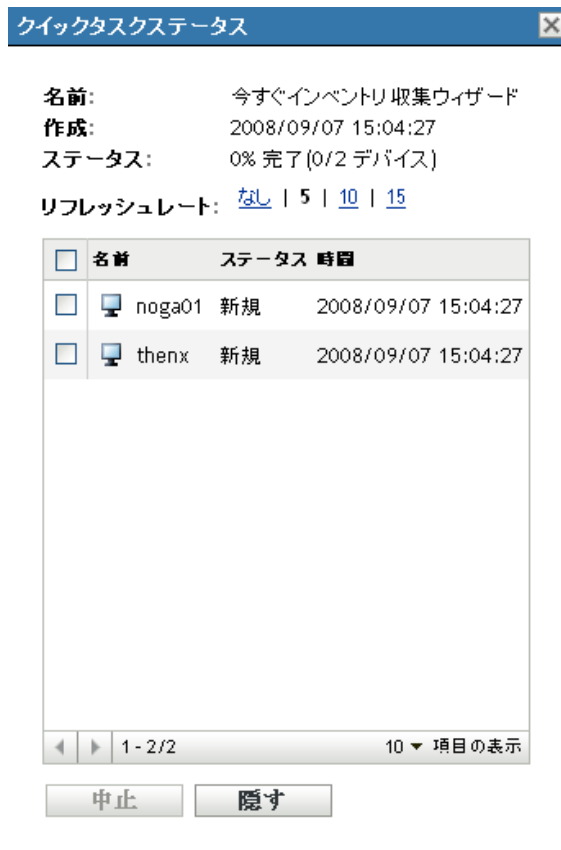 クイックタスクステータス
名前: 今すぐインベントリ収集ウィザード
作成: 2008/09/07 15:04:27
ステータス: 0% 完了(0/2 デバイス)
リフレッシュレート: なし | 5 | 10 | 15
名前 ステータス 時間
noga01 新規 2008/09/07 15:04:27
thenx 新規 2008/09/07 15:04:27
1 - 2/2 10 項目の表示
中止 隠す